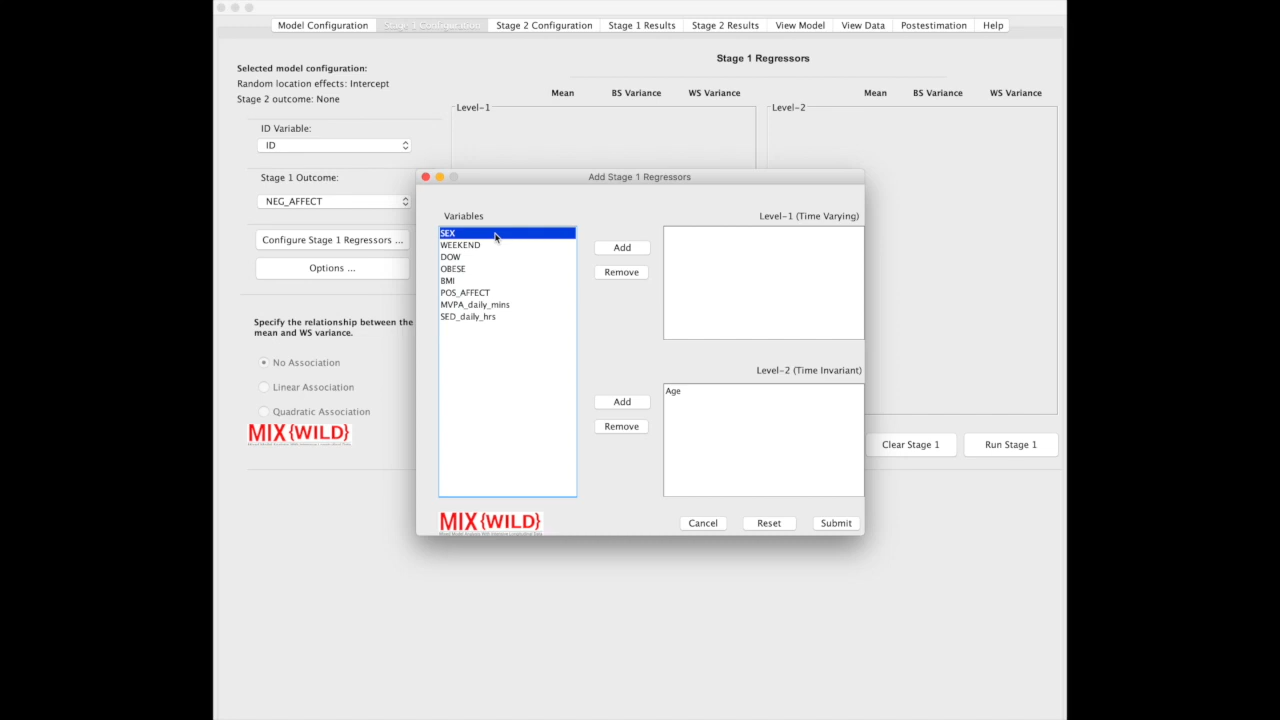 Model Configuration
Stage 1 Configuration
Stage 2 Configuration
Stage 1 Results
Stage 2 Results
View Model
View Data
Postestimation
Help
Selected model configuration:
Random location effects: Intercept
Stage 2 outcome: None
Stage 1 Regressors
Mean
BS Variance
WS Variance
Mean
BS Variance
WS Variance
Level-1
Level-2
ID Variable:
ID
Stage 1 Outcome:
NEG_AFFECT
Configure Stage 1 Regressors ...
Options ...
Specify the relationship between the
mean and WS variance.
No Association
Linear Association
Quadratic Association
MIX{WILD}
Clear Stage 1
Run Stage 1
Add Stage 1 Regressors
Variables
SEX
WEEKEND
DOW
OBESE
BMI
POS_AFFECT
MVPA_daily_mins
SED_daily_hrs
Add
Remove
Level-1 (Time Varying)
Add
Remove
Level-2 (Time Invariant)
Age
MIX{WILD}
Cancel
Reset
Submit